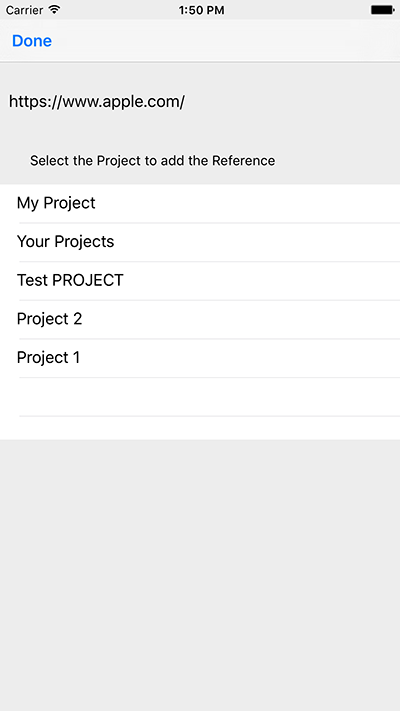 Carrier 1:50 PM
Done
https://www.apple.com/
Select the Project to add the Reference
My Project
Your Projects
Test PROJECT
Project 2
Project 1